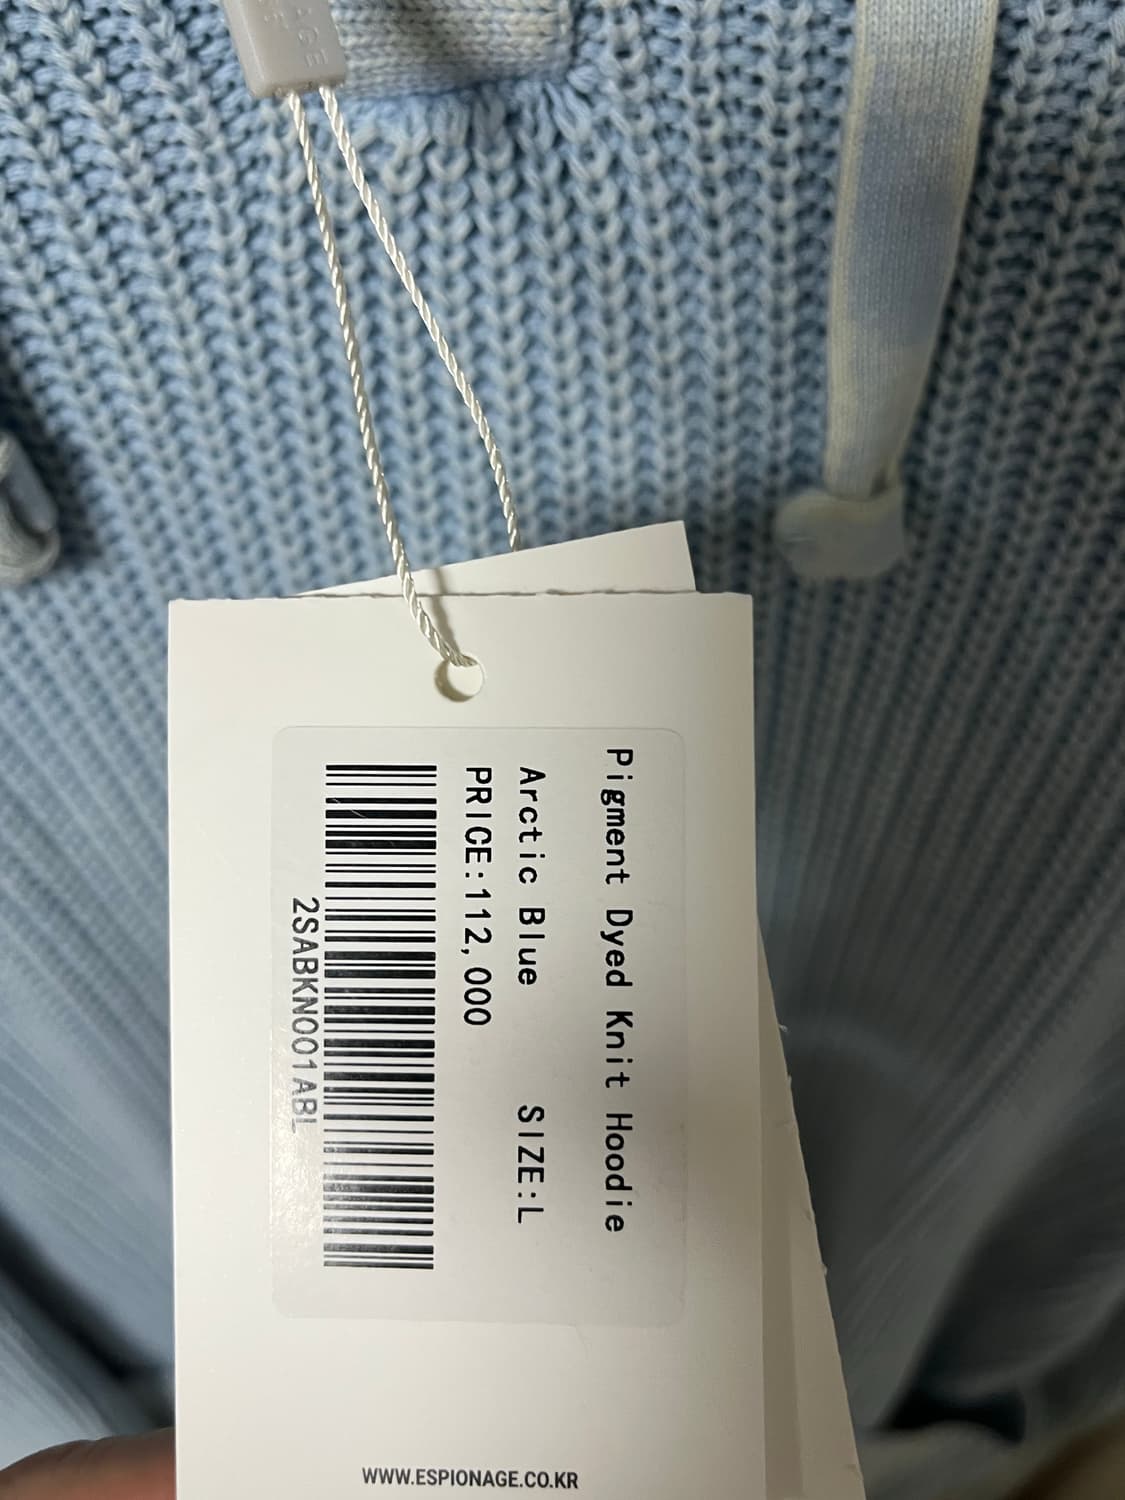 Pigment Dyed Knit Hoodie
Arctic Blue SIZE:L
PRICE:112,000
2SABKN001ABL
WWW.ESPIONAGE.CO.KR